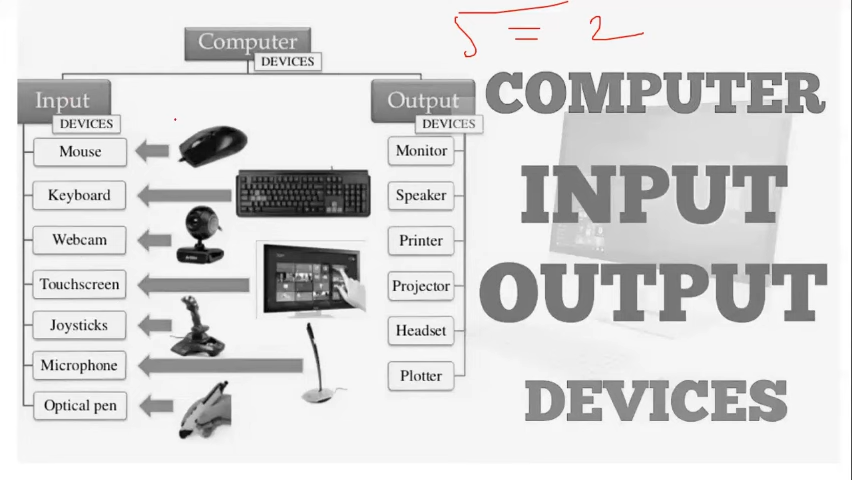 √ = 2
Computer
DEVICES
Input
DEVICES
Mouse
Keyboard
Webcam
Touchscreen
Joysticks
Microphone
Optical pen
Output
DEVICES
Monitor
Speaker
Printer
Projector
Headset
Plotter
COMPUTER
INPUT
OUTPUT
DEVICES